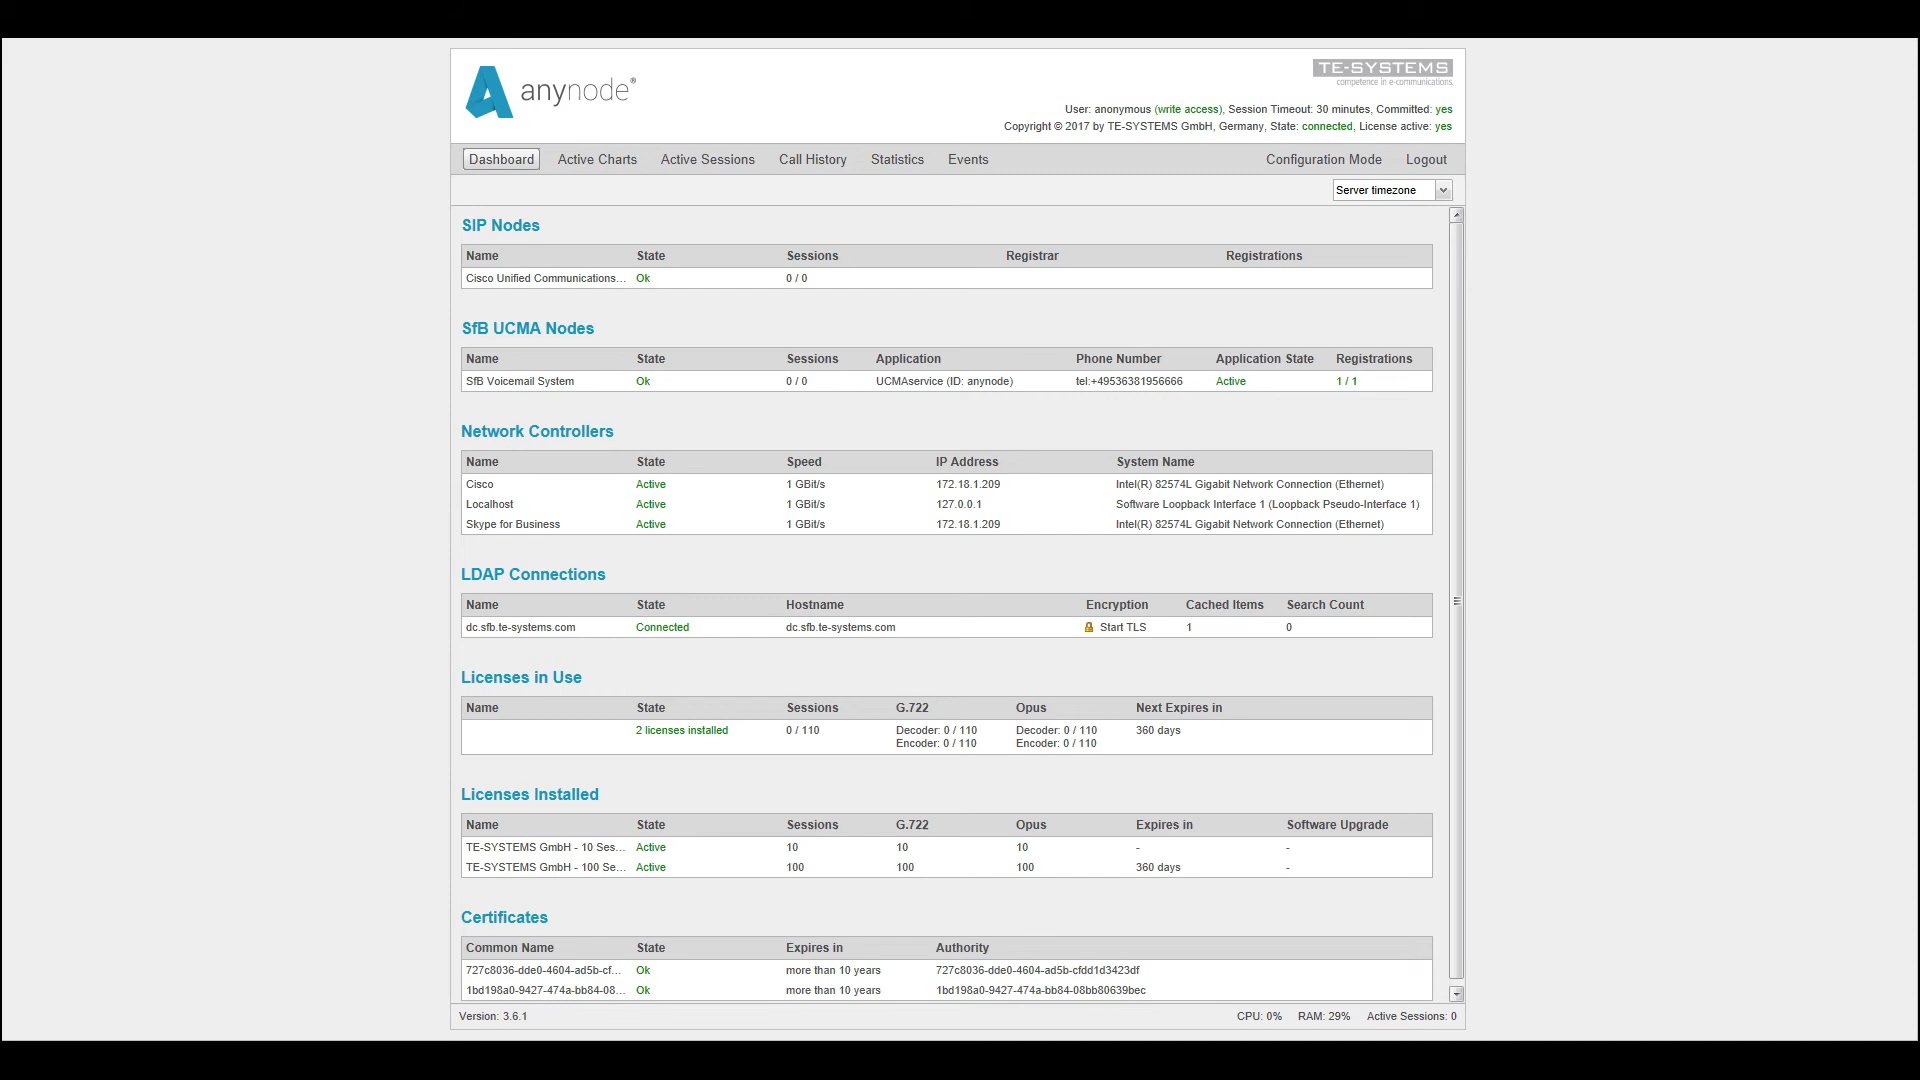 anynode®
TE-SYSTEMS
competence in e-communications.
User: anonymous (write access), Session Timeout: 30 minutes, Committed: yes
Copyright © 2017 by TE-SYSTEMS GmbH, Germany, State: connected, License active: yes
Dashboard Active Charts Active Sessions Call History Statistics Events Configuration Mode Logout
Server timezone
SIP Nodes
Name State Sessions Registrar Registrations
Cisco Unified Communications... Ok 0 / 0
SfB UCMA Nodes
Name State Sessions Application Phone Number Application State Registrations
SfB Voicemail System Ok 0 / 0 UCMAservice (ID: anynode) tel:+49536381956666 Active 1 / 1
Network Controllers
Name State Speed IP Address System Name
Cisco Active 1 GBit/s 172.18.1.209 Intel(R) 82574L Gigabit Network Connection (Ethernet)
Localhost Active 1 GBit/s 127.0.0.1 Software Loopback Interface 1 (Loopback Pseudo-Interface 1)
Skype for Business Active 1 GBit/s 172.18.1.209 Intel(R) 82574L Gigabit Network Connection (Ethernet)
LDAP Connections
Name State Hostname Encryption Cached Items Search Count
dc.sfb.te-systems.com Connected dc.sfb.te-systems.com Start TLS 1 0
Licenses in Use
Name State Sessions G.722 Opus Next Expires in
2 licenses installed 0 / 110 Decoder: 0 / 110 Decoder: 0 / 110 360 days
Encoder: 0 / 110 Encoder: 0 / 110
Licenses Installed
Name State Sessions G.722 Opus Expires in Software Upgrade
TE-SYSTEMS GmbH - 10 Ses... Active 10 10 10 - -
TE-SYSTEMS GmbH - 100 Se... Active 100 100 100 360 days -
Certificates
Common Name State Expires in Authority
727c8036-dde0-4604-ad5b-cf... Ok more than 10 years 727c8036-dde0-4604-ad5b-cfdd1d3423df
1bd198a0-9427-474a-bb84-08... Ok more than 10 years 1bd198a0-9427-474a-bb84-08bb80639bec
Version: 3.6.1 CPU: 0% RAM: 29% Active Sessions: 0